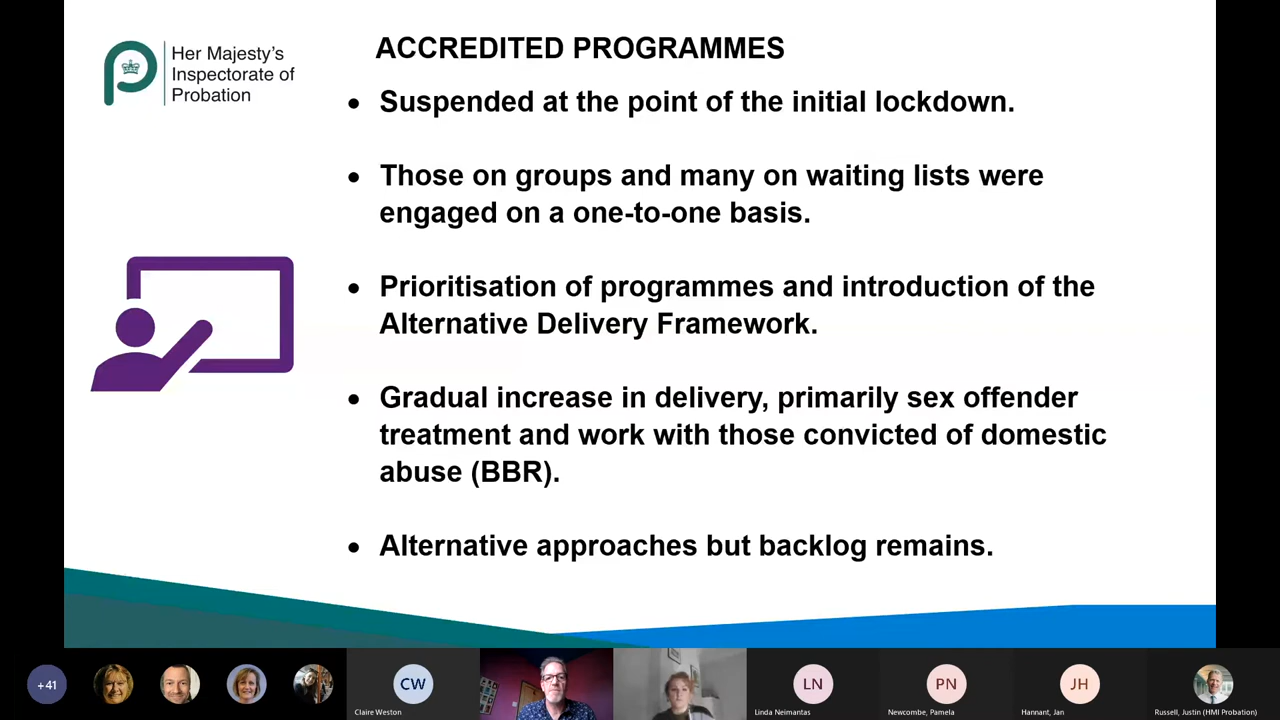 Her Majesty's
Inspectorate of
Probation
ACCREDITED PROGRAMMES
• Suspended at the point of the initial lockdown.
• Those on groups and many on waiting lists were
engaged on a one-to-one basis.
• Prioritisation of programmes and introduction of the
Alternative Delivery Framework.
• Gradual increase in delivery, primarily sex offender
treatment and work with those convicted of domestic
abuse (BBR).
• Alternative approaches but backlog remains.
+41
CW
LN
PN
JH
Claire Weston
Linda Neimantas
Newcombe, Pamela
Hannant, Jan
Russell, Justin (HMI Probation)